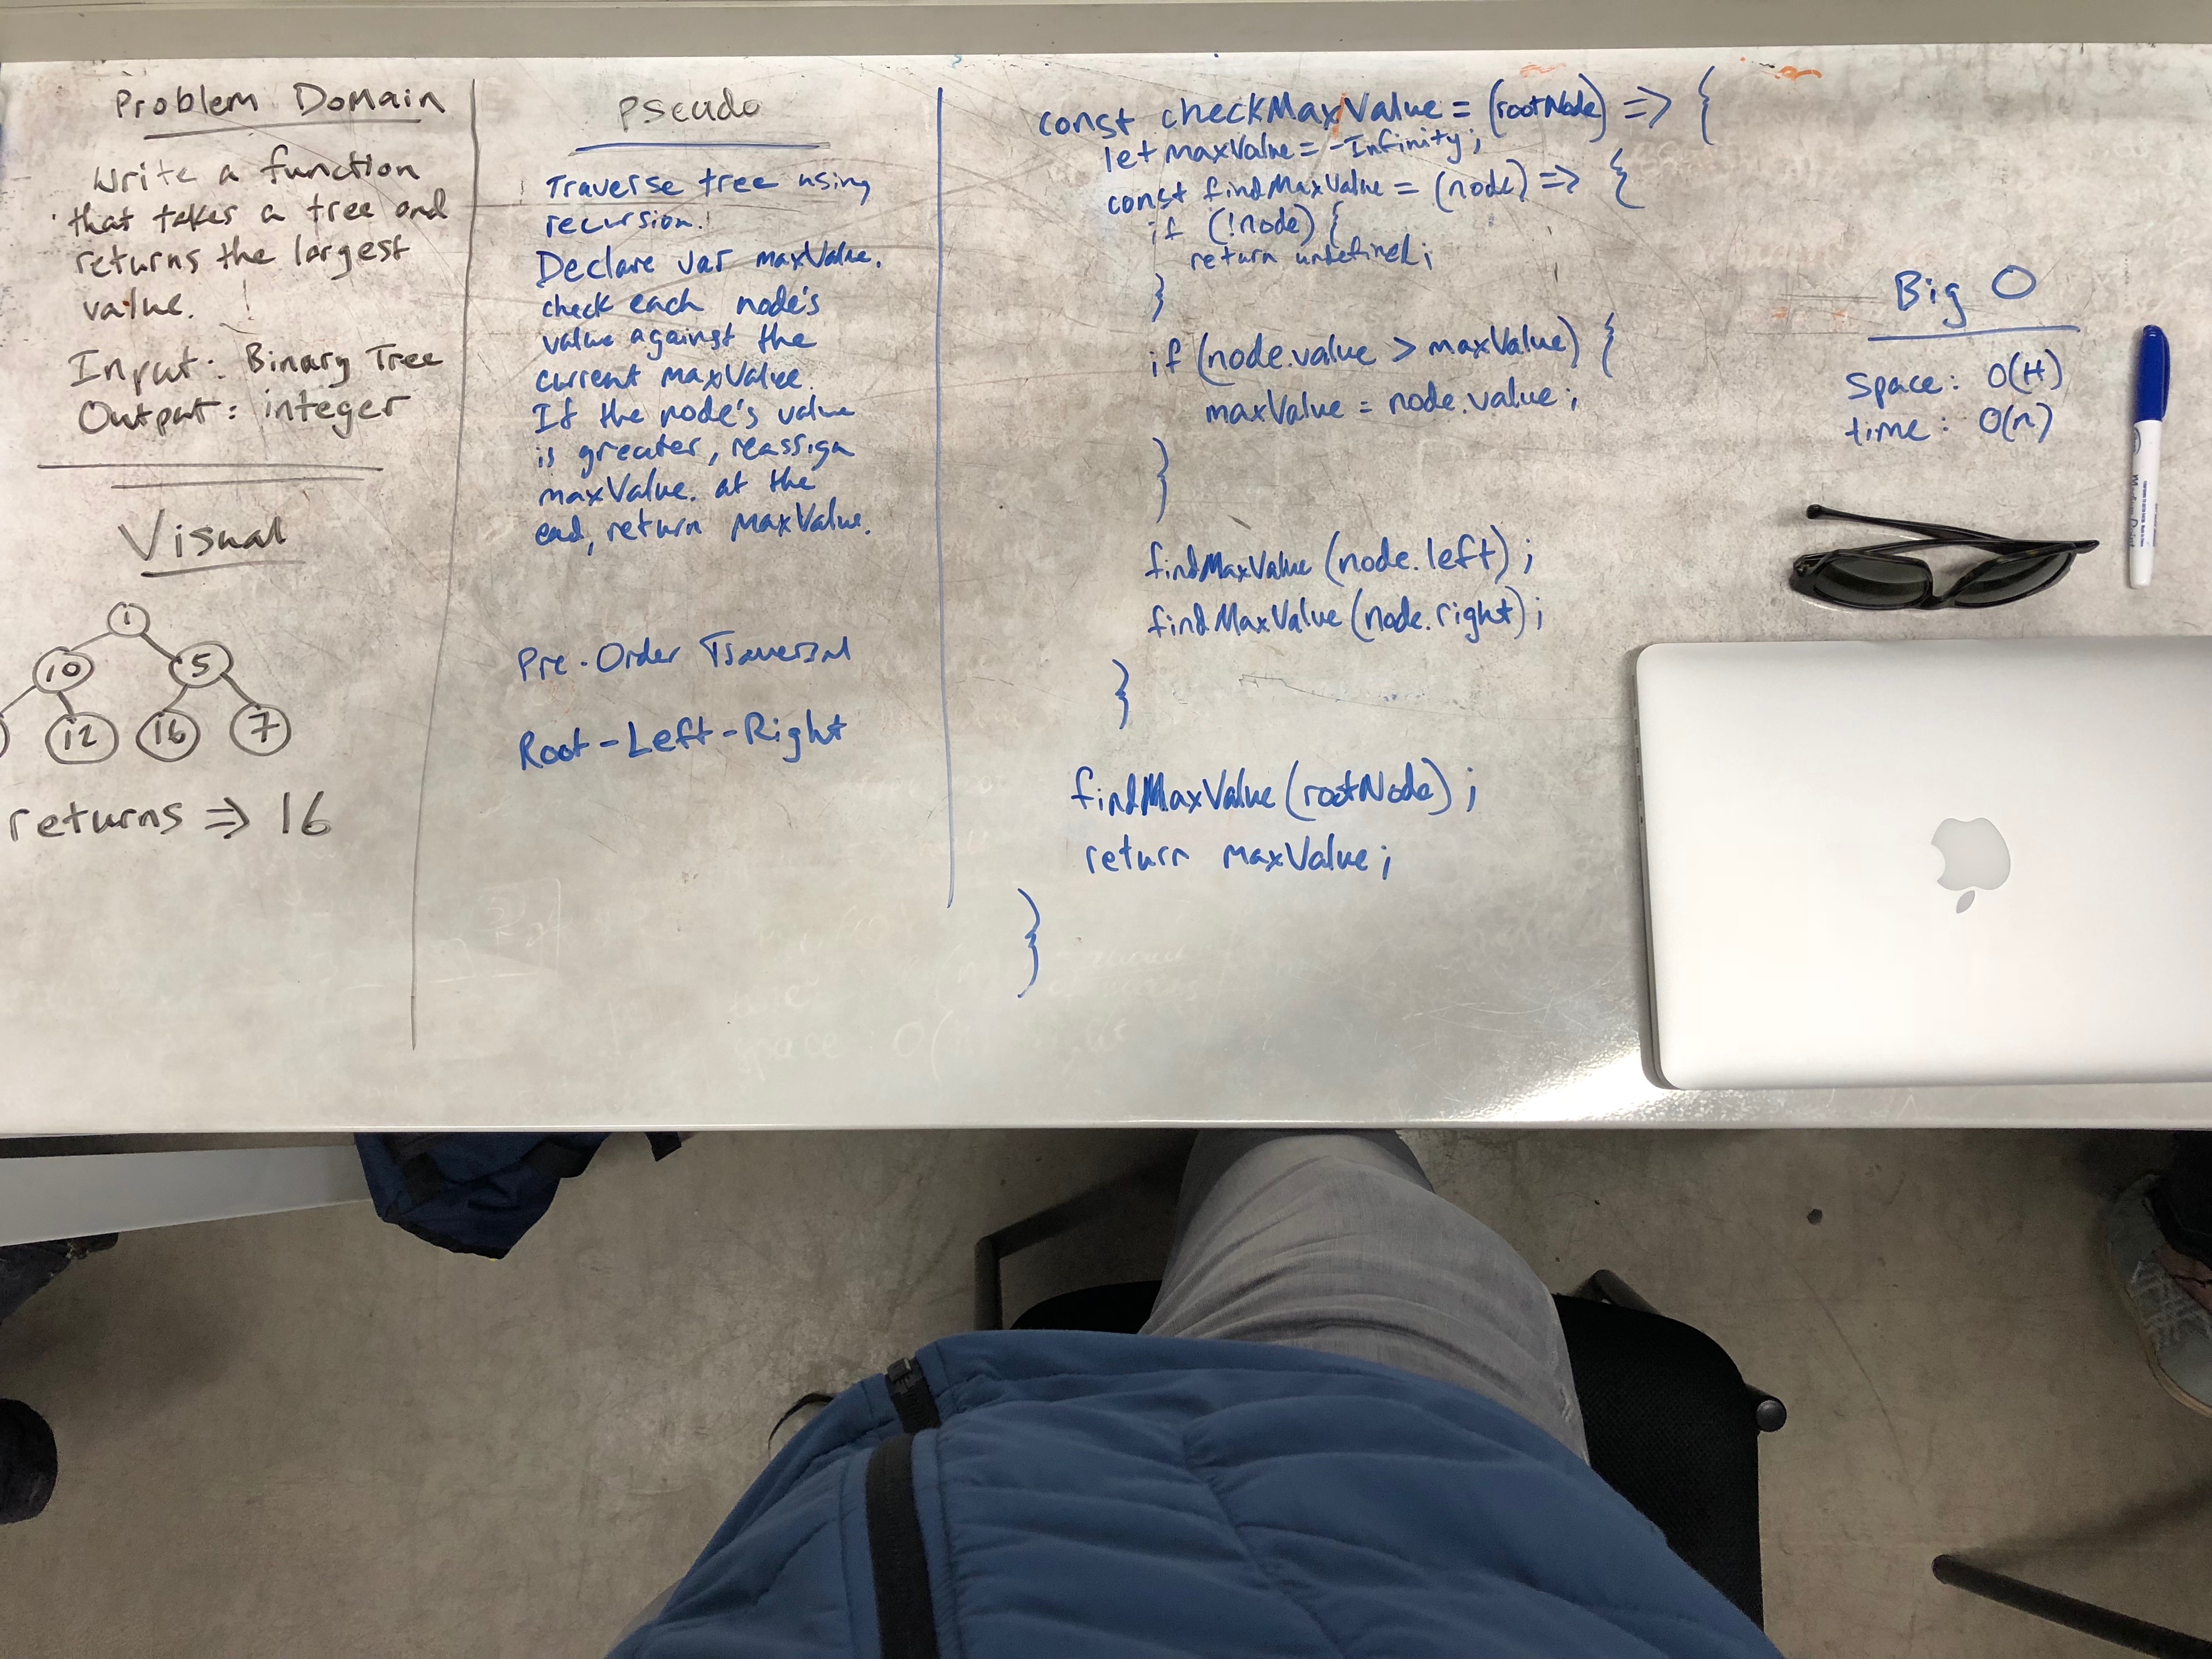 Problem Domain
Write a function
that takes a tree and
returns the largest
value.
Input: Binary Tree
Output: integer
Visual
1
10 5
12 16 7
returns => 16
Pseudo
Traverse tree using
recursion.
Declare var maxValue.
check each node's
value against the
current maxValue.
If the node's value
is greater, reassign
maxValue. at the
end, return maxValue.
Pre-Order Traversal
Root-Left-Right
const checkMaxValue = (rootNode) => {
let maxValue = -Infinity;
const findMaxValue = (node) => {
if (!node) {
return undefined;
}
if (node.value > maxValue) {
maxValue = node.value;
}
findMaxValue(node.left);
findMaxValue(node.right);
}
findMaxValue(rootNode);
return maxValue;
}
Big O
Space: O(H)
time: O(n)